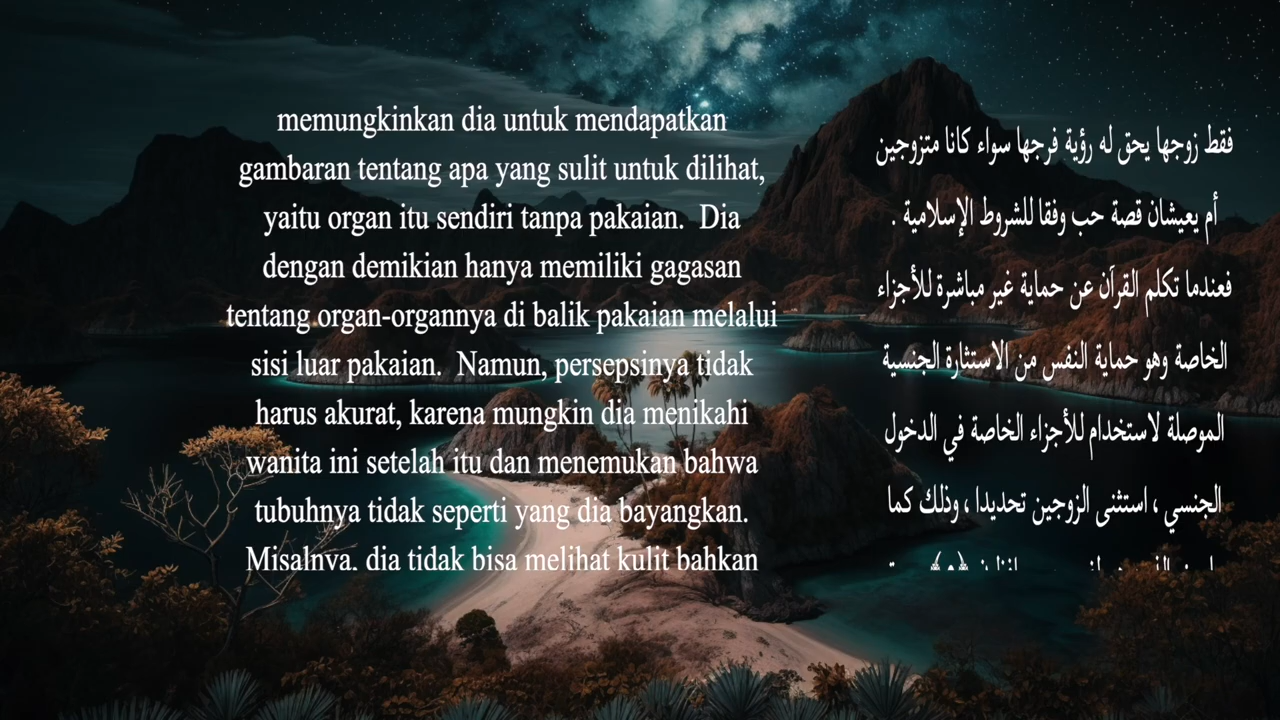 memungkinkan dia untuk mendapatkan
gambaran tentang apa yang sulit untuk dilihat,
yaitu organ itu sendiri tanpa pakaian. Dia
dengan demikian hanya memiliki gagasan
tentang organ-organnya di balik pakaian melalui
sisi luar pakaian. Namun, persepsinya tidak
harus akurat, karena mungkin dia menikahi
wanita ini setelah itu dan menemukan bahwa
tubuhnya tidak seperti yang dia bayangkan.
Misalnya, dia tidak bisa melihat kulit bahkan
فقط زوجها يحق له رؤية فرجها سواء كانا متزوجين
أم يعيشان قصة حب وفقا للشروط الإسلامية .
فعندما تكلم القرآن عن حماية غير مباشرة للأجزاء
الخاصة وهو حماية النفس من الاستثارة الجنسية
الموصلة لاستخدام للأجزاء الخاصة في الدخول
الجنسي ، استثنى الزوجين تحديدا ، وذلك كما